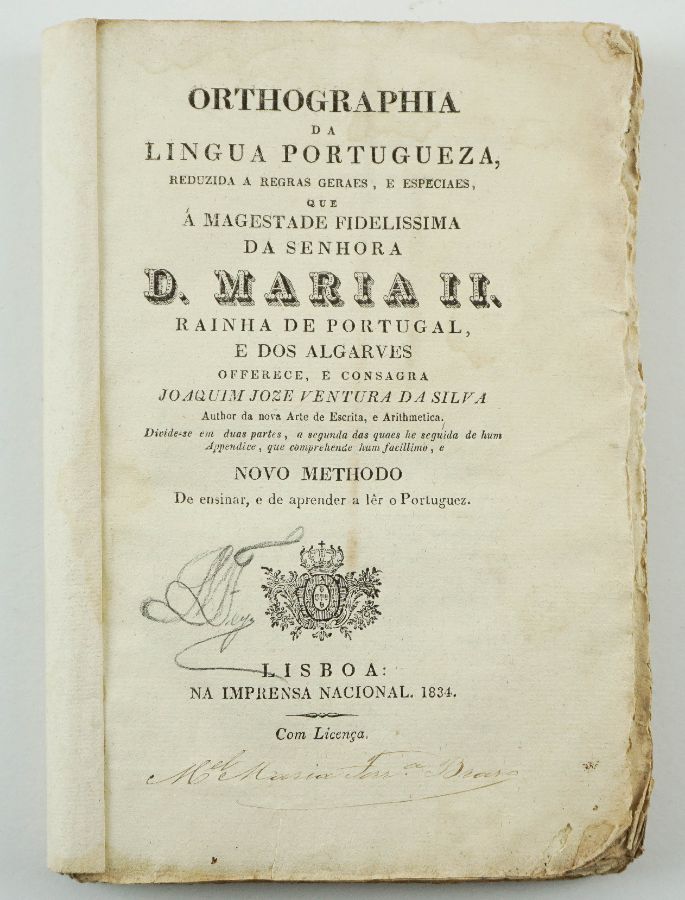 ORTHOGRAPHIA
DA
LINGUA PORTUGUEZA,
REDUZIDA A REGRAS GERAES, E ESPECIAES,
QUE
Á MAGESTADE FIDELISSIMA
DA SENHORA
D. MARIA II.
RAINHA DE PORTUGAL,
E DOS ALGARVES
OFFERECE, E CONSAGRA
JOAQUIM JOZE VENTURA DA SILVA
Author da nova Arte de Escrita, e Arithmetica.
Divide-se em duas partes, a segunda das quaes he seguida de hum
Appendice, que comprehende hum facillimo, e
NOVO METHODO
De ensinar, e de aprender a lêr o Portuguez.
LISBOA:
NA IMPRENSA NACIONAL. 1834.
Com Licença.
Mel Maria Ferra